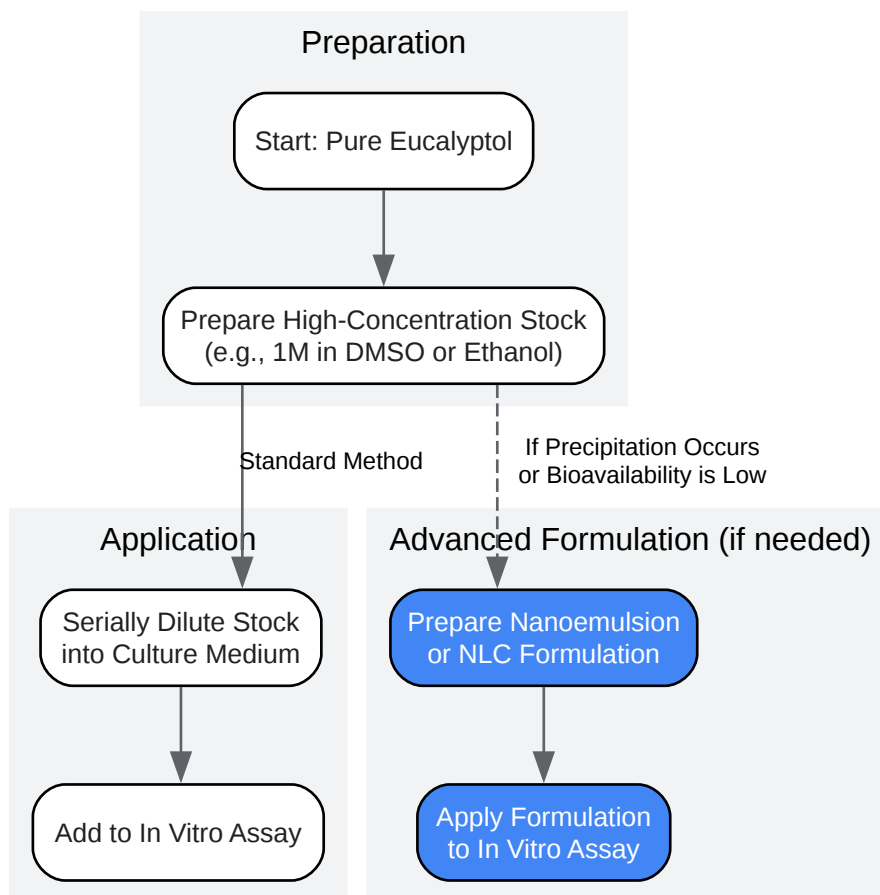 Preparation
Start: Pure Eucalyptol
Prepare High-Concentration Stock
(e.g., 1M in DMSO or Ethanol)
Standard Method
If Precipitation Occurs
or Bioavailability is Low
Application
Serially Dilute Stock
into Culture Medium
Add to In Vitro Assay
Advanced Formulation (if needed)
Prepare Nanoemulsion
or NLC Formulation
Apply Formulation
to In Vitro Assay